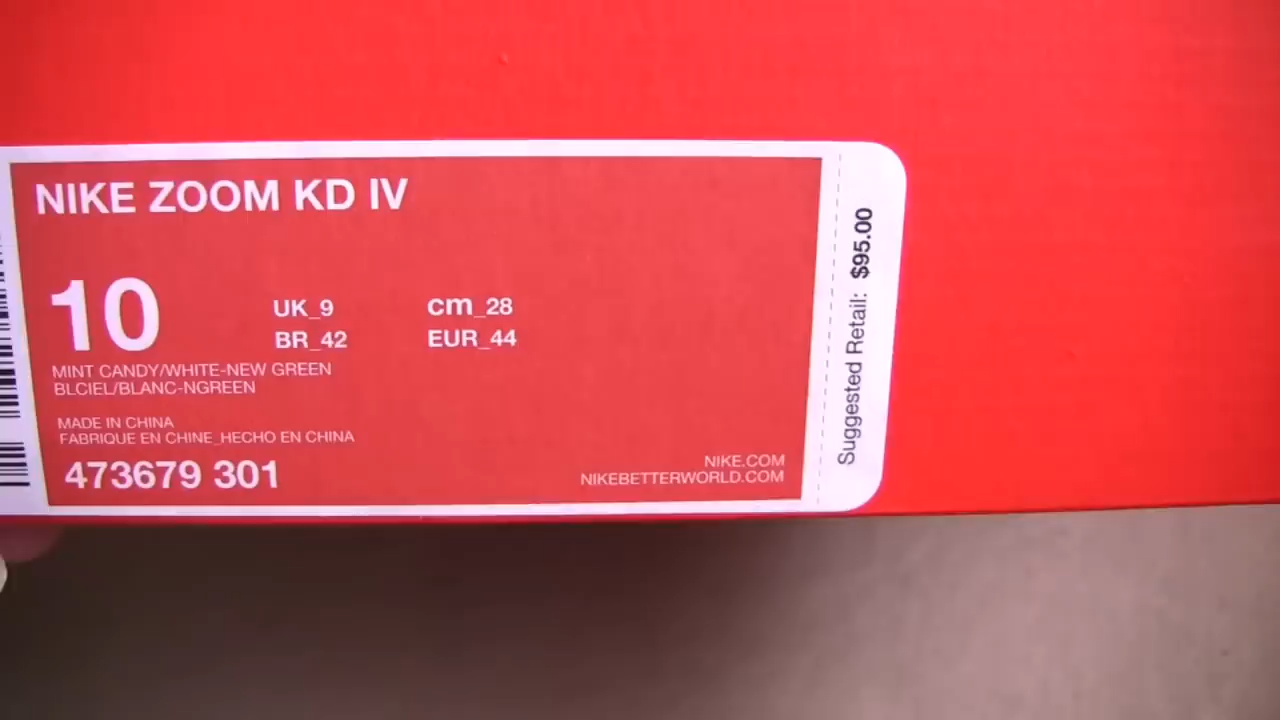 NIKE ZOOM KD IV
10
UK_9
cm_28
BR_42
EUR_44
MINT CANDY/WHITE-NEW GREEN
BLCIEL/BLANC-NGREEN
MADE IN CHINA
FABRIQUE EN CHINE_HECHO EN CHINA
473679 301
NIKE.COM
NIKEBETTERWORLD.COM
Suggested Retail: $95.00